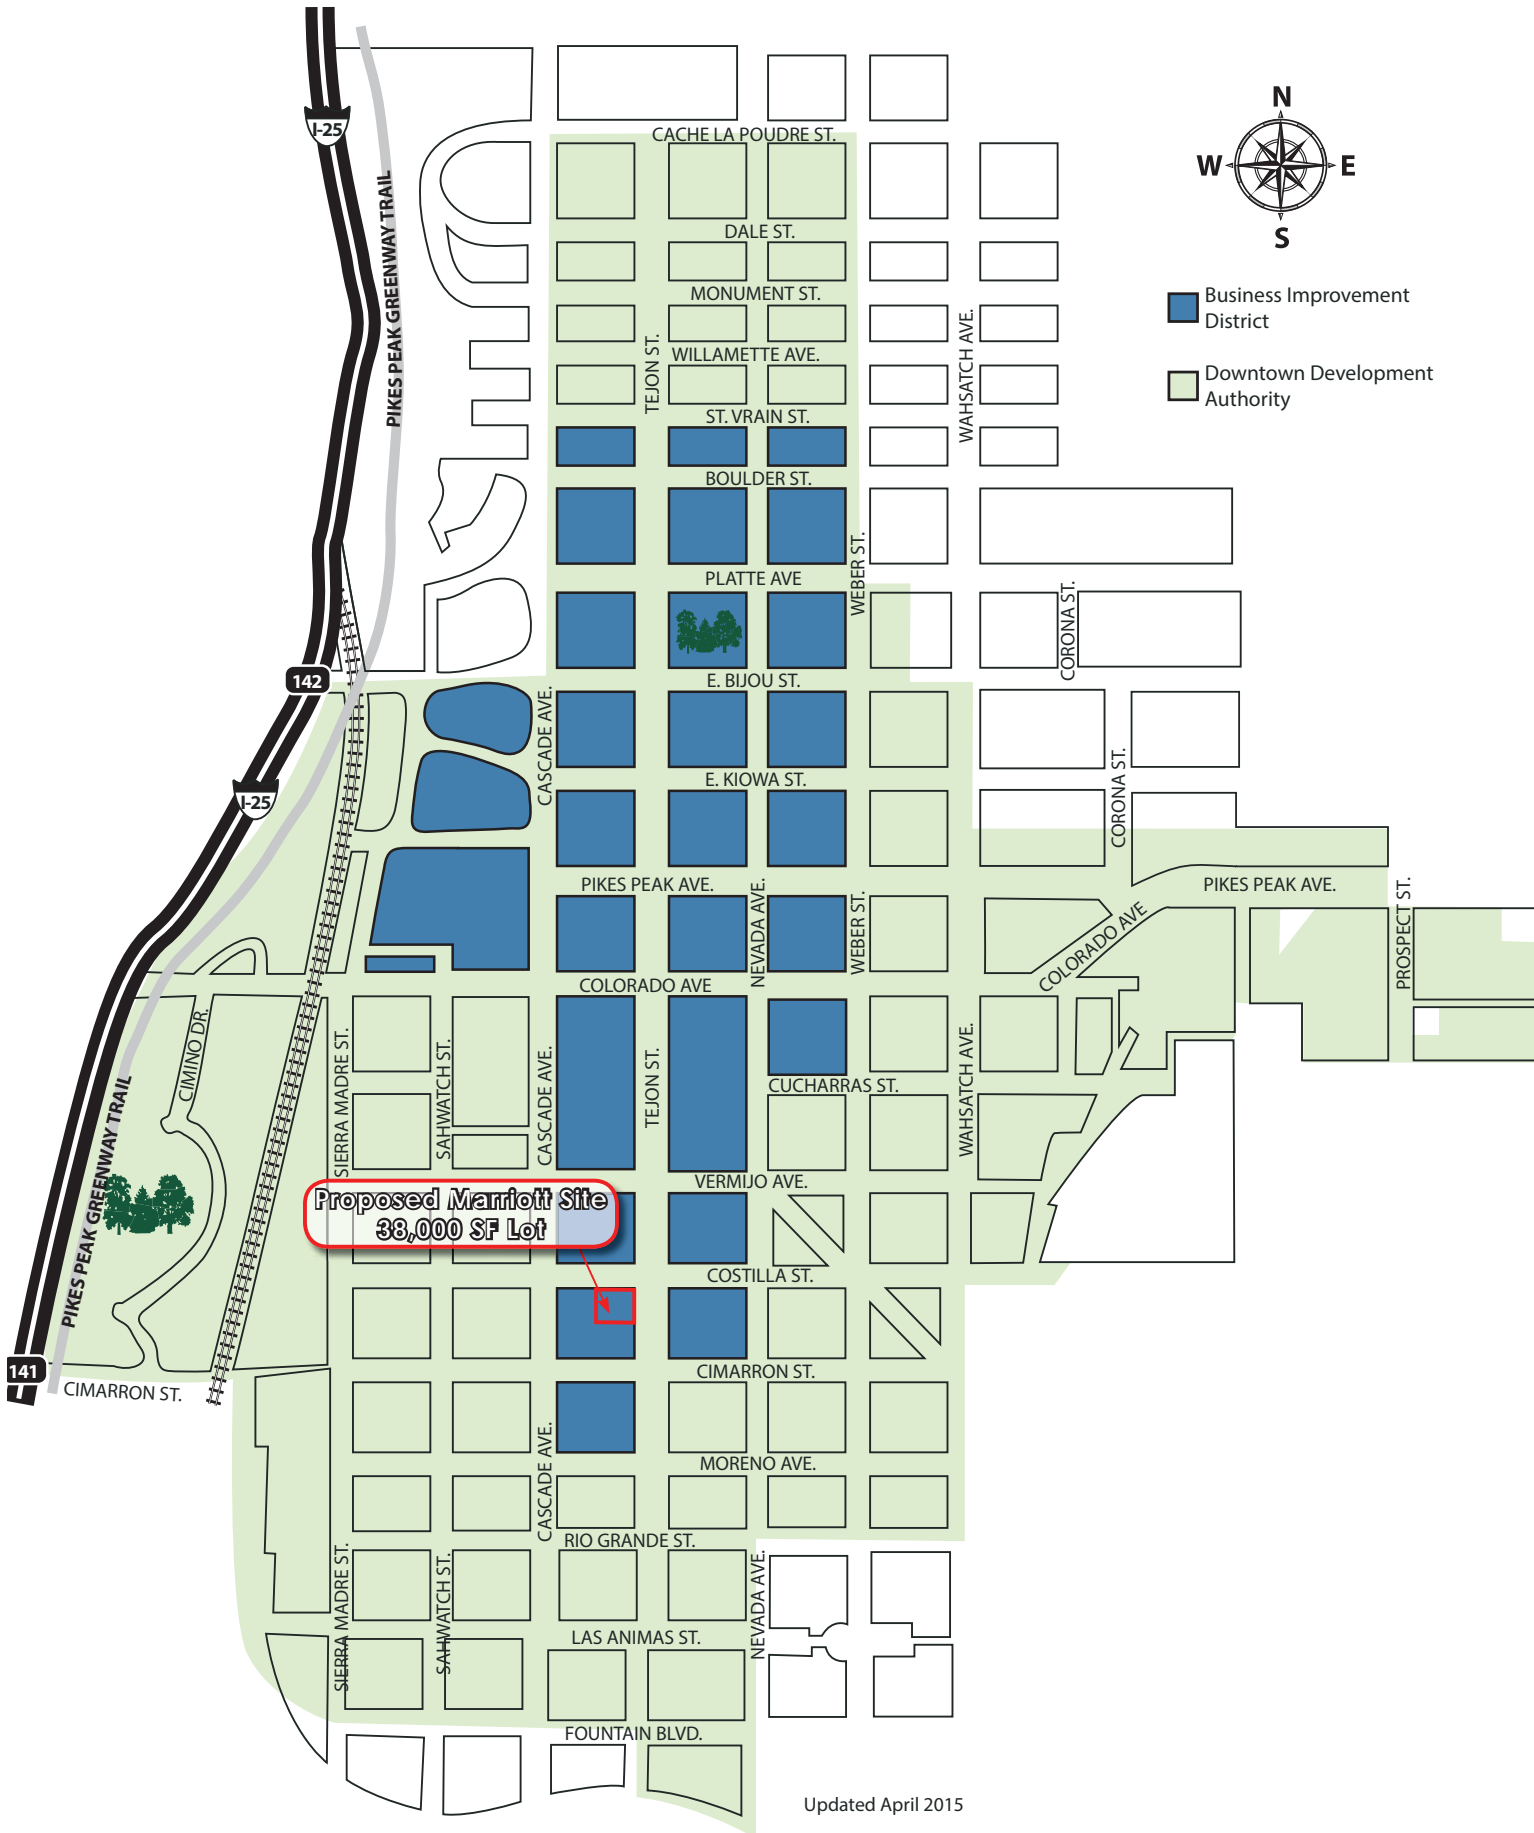 I-25
PIKES PEAK GREENWAY TRAIL
CACHE LA POUDRE ST.
N
W
E
S
DALE ST.
MONUMENT ST.
Business Improvement
District
TEJON ST.
WILLAMETTE AVE.
WAHSATCH AVE.
Downtown Development
Authority
ST. VRAIN ST.
BOULDER ST.
PLATTE AVE
WEBER ST.
CORONA ST.
142
E. BIJOU ST.
CASCADE AVE.
E. KIOWA ST.
CORONA ST.
I-25
PIKES PEAK AVE.
PIKES PEAK AVE.
NEVADA AVE.
WEBER ST.
COLORADO AVE
PROSPECT ST.
COLORADO AVE
CIMINO DR.
SIERRA MADRE ST.
SAHWATCH ST.
CASCADE AVE.
TEJON ST.
CUCHARRAS ST.
WAHSATCH AVE.
PIKES PEAK GREENWAY TRAIL
VERMIJO AVE.
Proposed Marriott Site
38,000 SF Lot
COSTILLA ST.
CIMARRON ST.
141
CIMARRON ST.
CASCADE AVE.
MORENO AVE.
RIO GRANDE ST.
SIERRA MADRE ST.
SAHWATCH ST.
NEVADA AVE.
LAS ANIMAS ST.
FOUNTAIN BLVD.
Updated April 2015